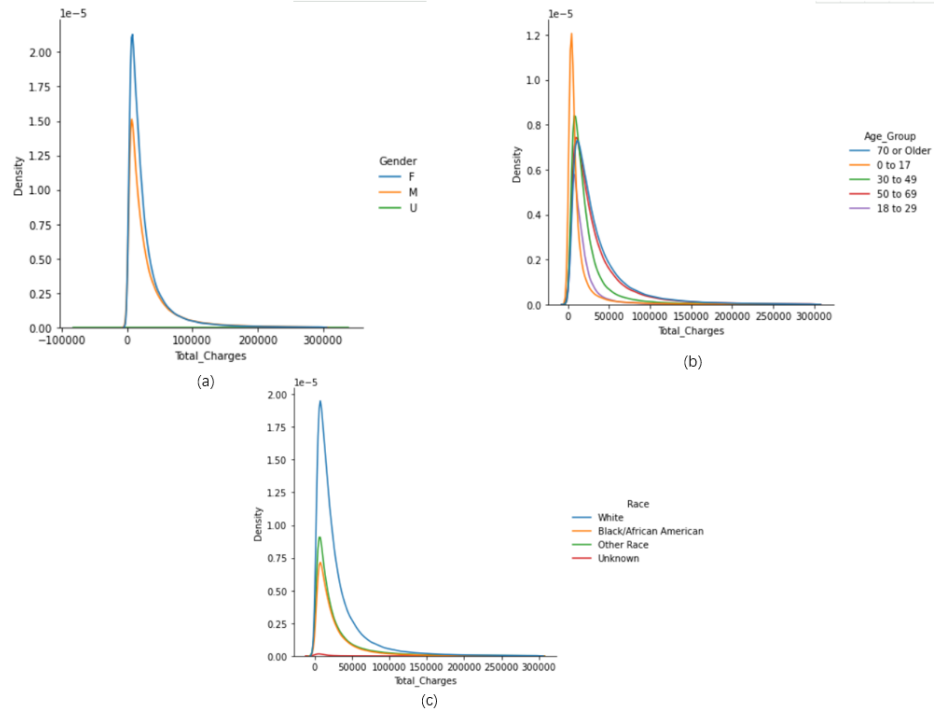 1e−5
2.00
1.75
1.50
1.25
1.00
0.75
0.50
0.25
0.00
Density
−100000 0 100000 200000 300000
Total_Charges
Gender
F
M
U
(a)
1e−5
1.2
1.0
0.8
0.6
0.4
0.2
0.0
Density
0 50000 100000 150000 200000 250000 300000
Total_Charges
Age_Group
70 or Older
0 to 17
30 to 49
50 to 69
18 to 29
(b)
1e−5
2.00
1.75
1.50
1.25
1.00
0.75
0.50
0.25
0.00
Density
0 50000 100000 150000 200000 250000 300000
Total_Charges
Race
White
Black/African American
Other Race
Unknown
(c)